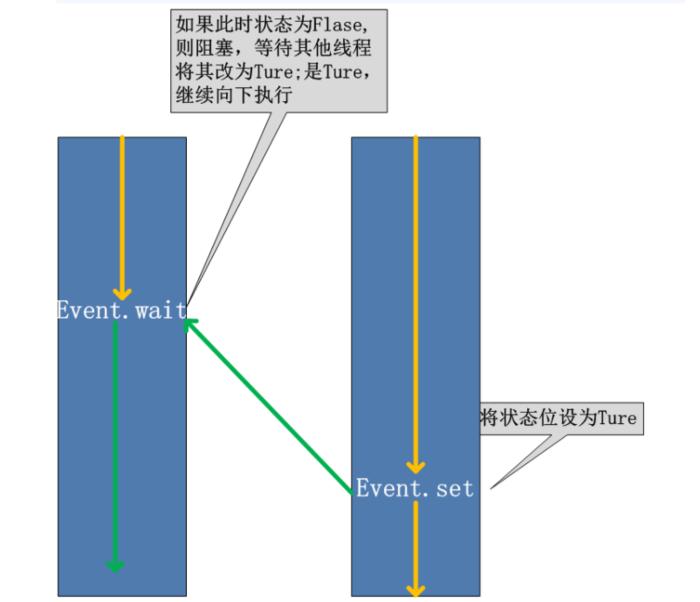 如果此时状态为Flase,
则阻塞，等待其他线程
将其改为Ture;是Ture，
继续向下执行
Event.wait
将状态位设为Ture
Event.set